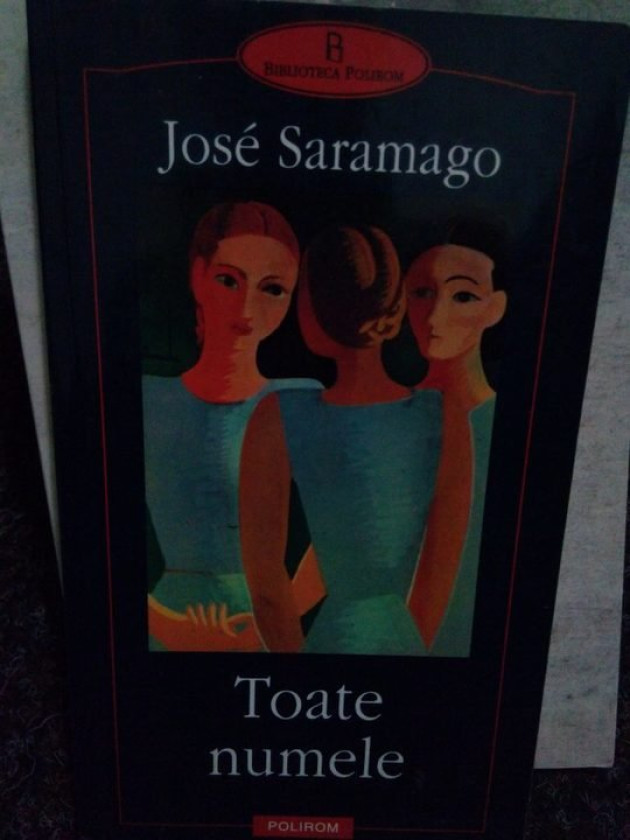 B
BIBLIOTECA POLIROM
José Saramago
Toate
numele
POLIROM